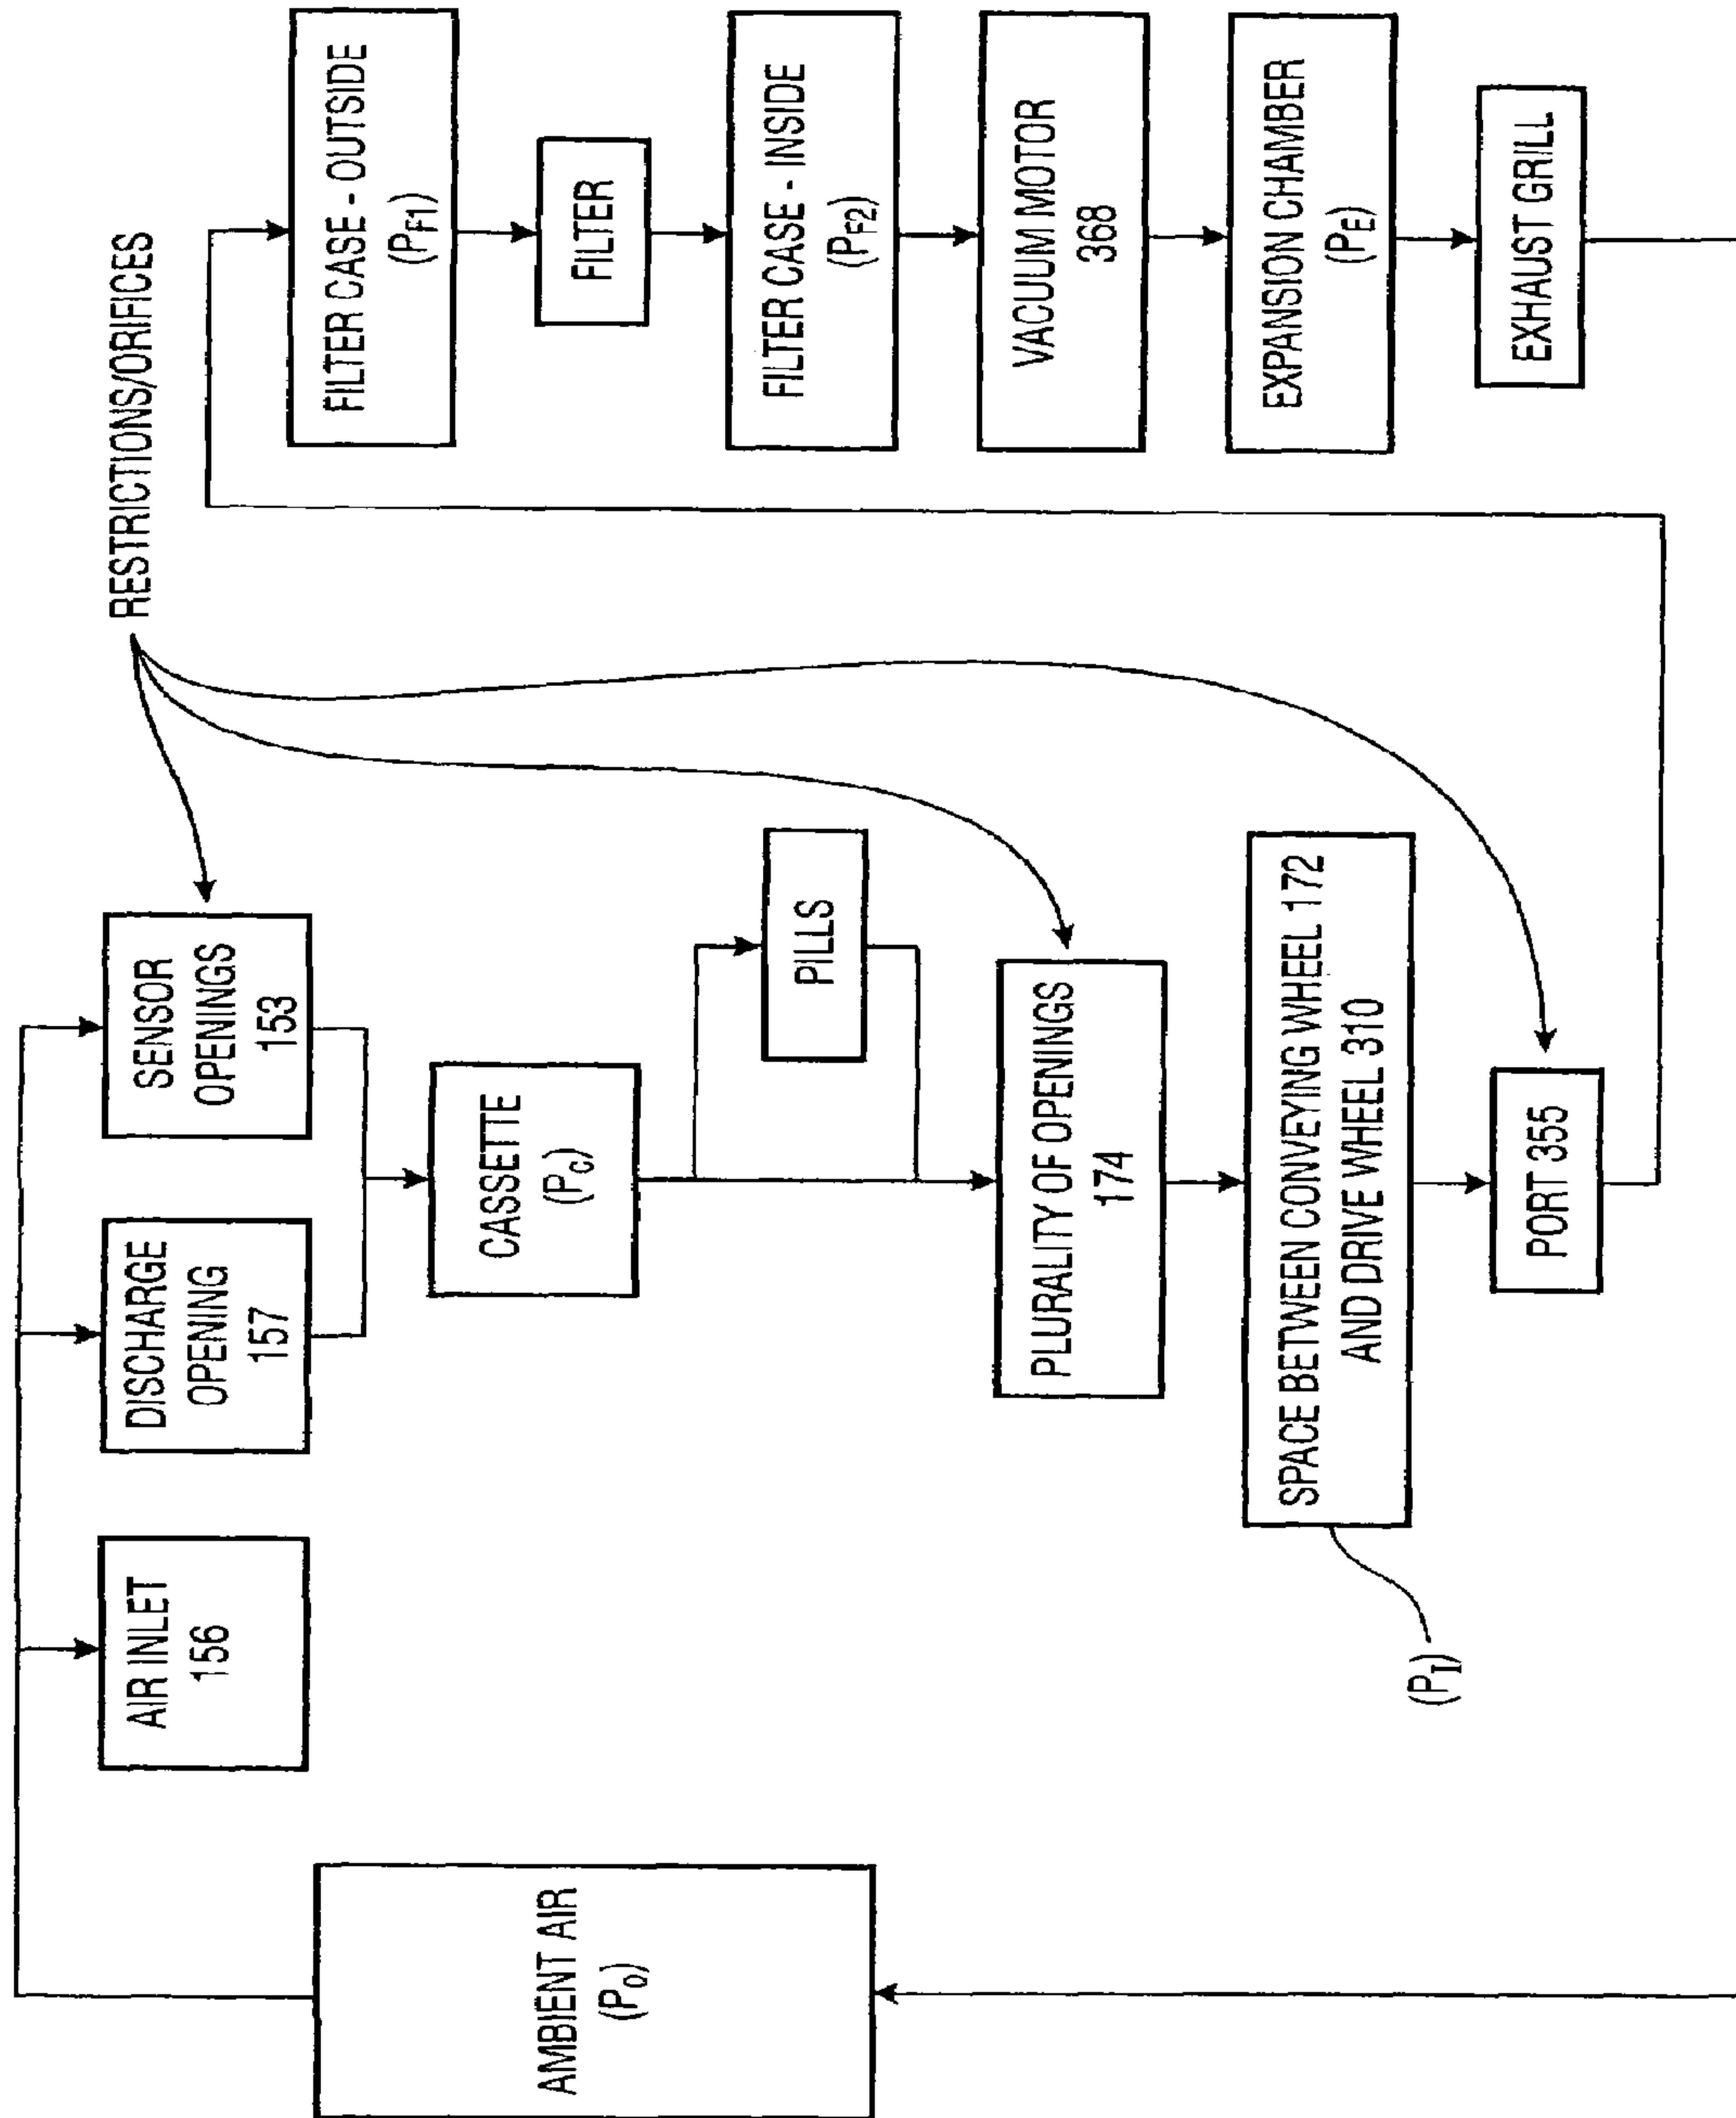 RESTRICTIONS/ORIFICES
AMBIENT AIR
(P₀)
AIR INLET
156
DISCHARGE
OPENING
157
SENSOR
OPENINGS
153
CASSETTE
(P_C)
PILLS
PLURALITY OF OPENINGS
174
SPACE BETWEEN CONVEYING WHEEL 172
AND DRIVE WHEEL 310
(P_I)
PORT 355
FILTER CASE - OUTSIDE
(P_F1)
FILTER
FILTER CASE - INSIDE
(P_F2)
VACUUM MOTOR
368
EXPANSION CHAMBER
(P_E)
EXHAUST GRILL